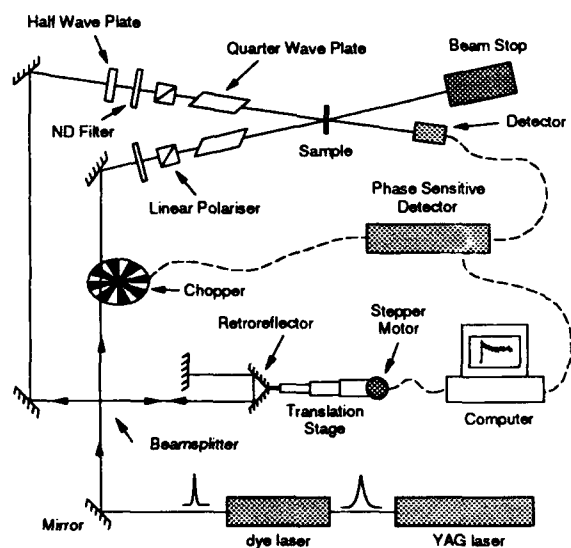 Half Wave Plate
Quarter Wave Plate
Beam Stop
ND Filter
Detector
Sample
Linear Polariser
Phase Sensitive
Detector
Chopper
Retroreflector
Stepper
Motor
Translation
Stage
Computer
Beamsplitter
Mirror
dye laser
YAG laser